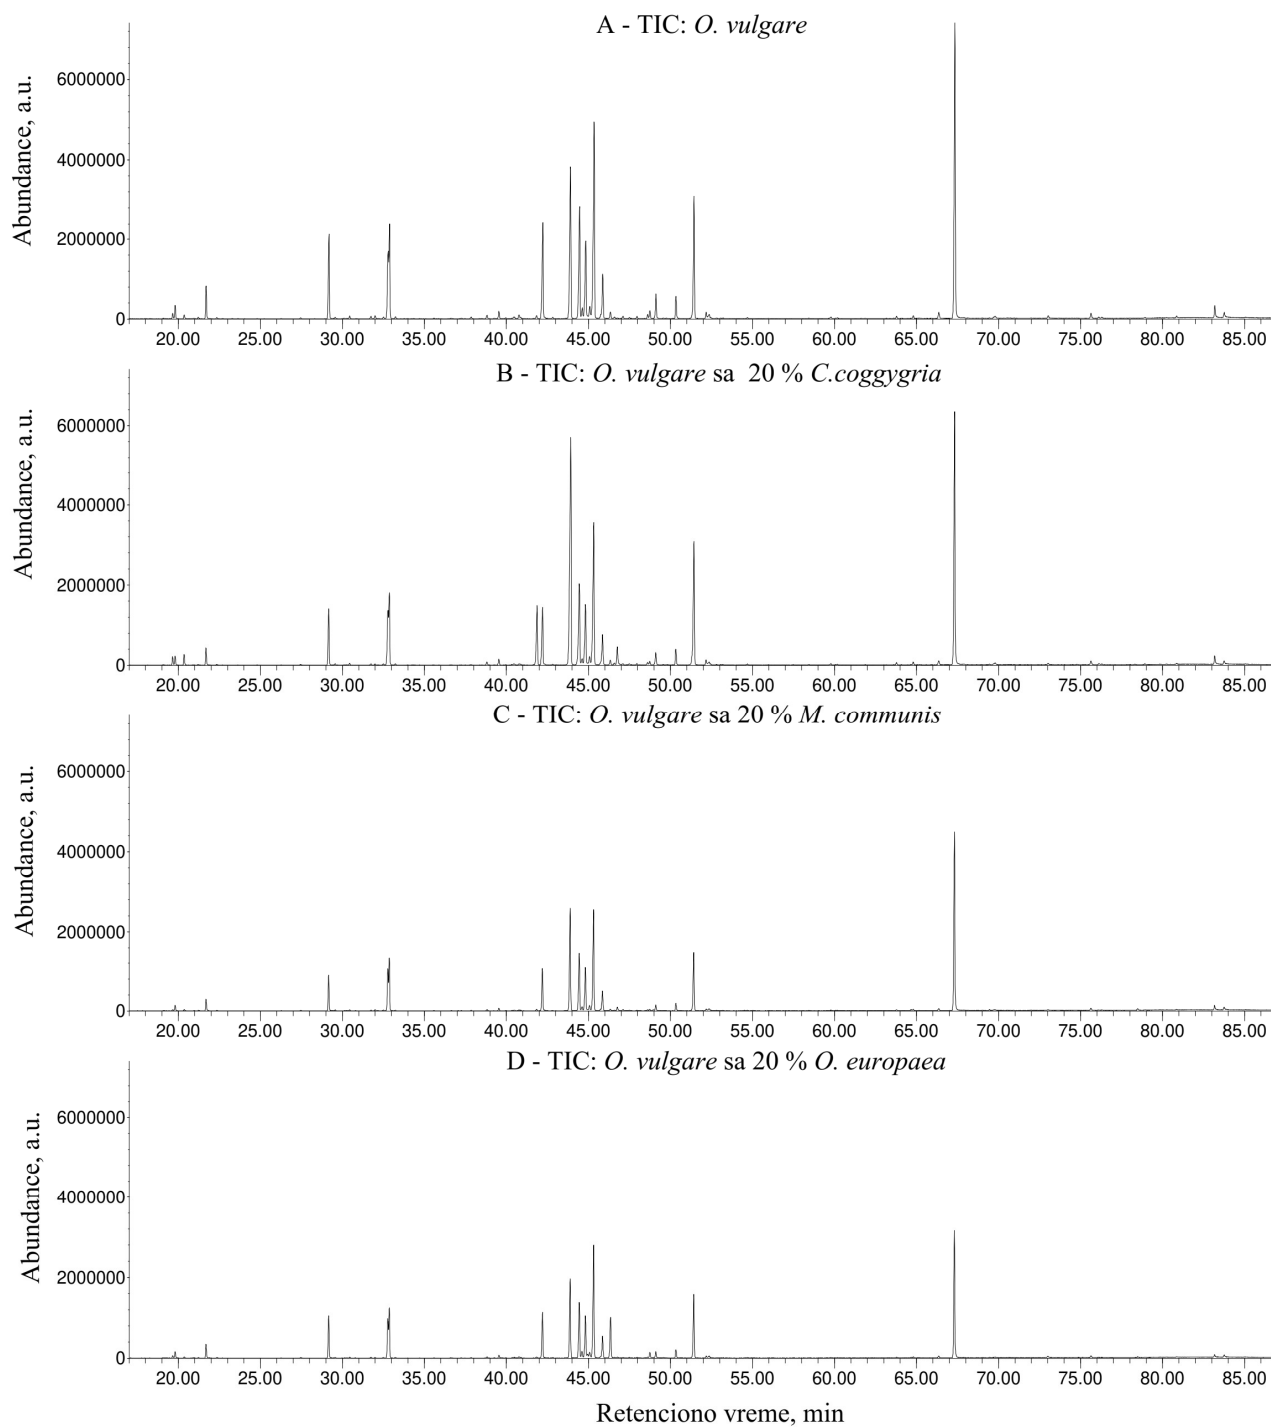 A - TIC: O. vulgare
Abundance, a.u.
6000000
4000000
2000000
0
20.00 25.00 30.00 35.00 40.00 45.00 50.00 55.00 60.00 65.00 70.00 75.00 80.00 85.00
B - TIC: O. vulgare sa 20 % C.coggygria
Abundance, a.u.
6000000
4000000
2000000
0
20.00 25.00 30.00 35.00 40.00 45.00 50.00 55.00 60.00 65.00 70.00 75.00 80.00 85.00
C - TIC: O. vulgare sa 20 % M. communis
Abundance, a.u.
6000000
4000000
2000000
0
20.00 25.00 30.00 35.00 40.00 45.00 50.00 55.00 60.00 65.00 70.00 75.00 80.00 85.00
D - TIC: O. vulgare sa 20 % O. europaea
Abundance, a.u.
6000000
4000000
2000000
0
20.00 25.00 30.00 35.00 40.00 45.00 50.00 55.00 60.00 65.00 70.00 75.00 80.00 85.00
Retenciono vreme, min